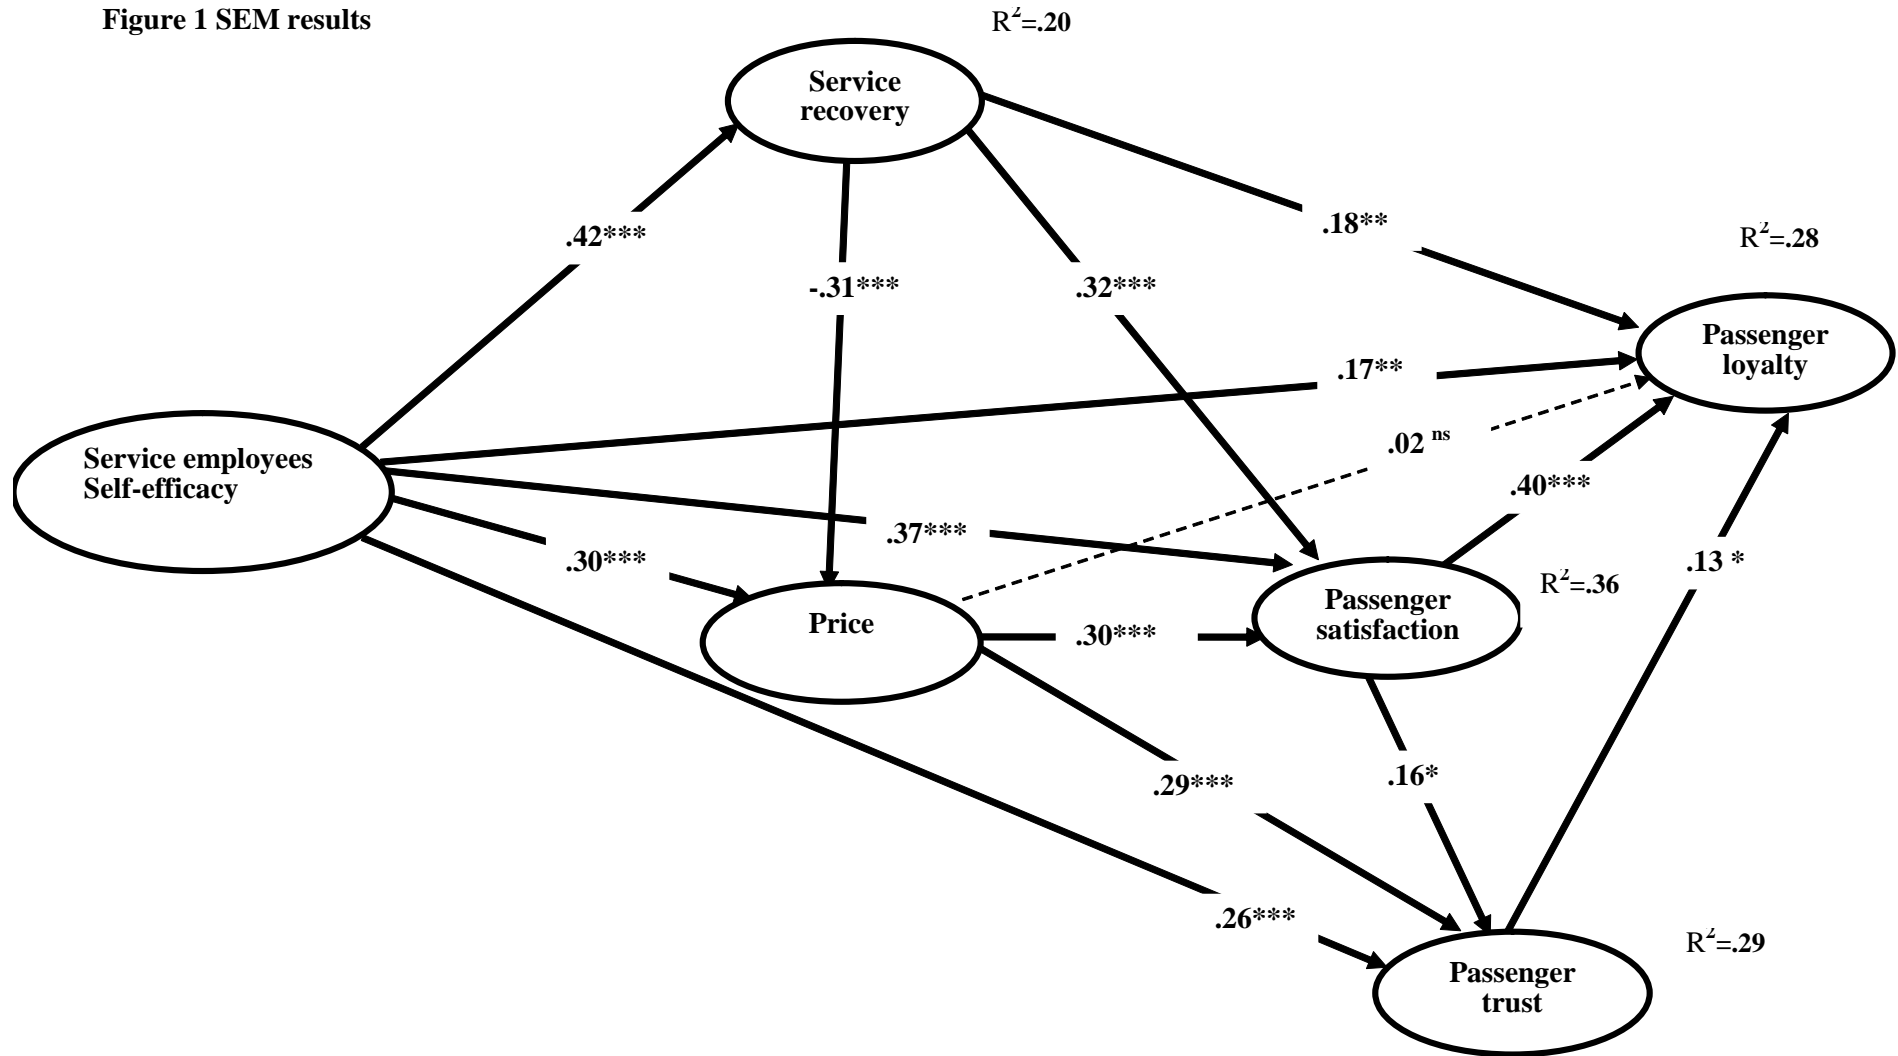 Figure 1 SEM results
R²=.20
Service
recovery
.42***
.18**
R²=.28
-.31***
.32***
Passenger
loyalty
.17**
.02 ns
Service employees
Self-efficacy
.40***
.37***
.30***
.13 *
R²=.36
Price
Passenger
satisfaction
.30***
.29***
.16*
.26***
R²=.29
Passenger
trust